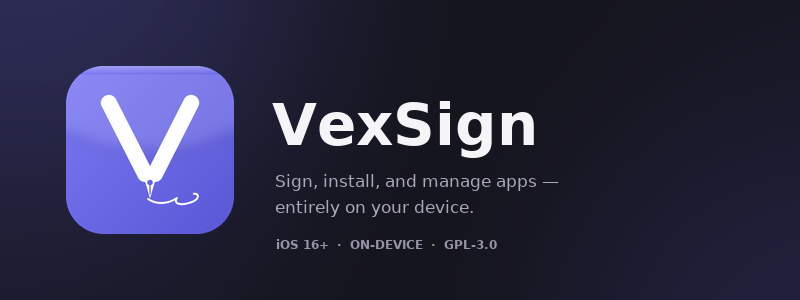 VexSign
Sign, install, and manage apps —
entirely on your device.
iOS 16+ · ON-DEVICE · GPL-3.0